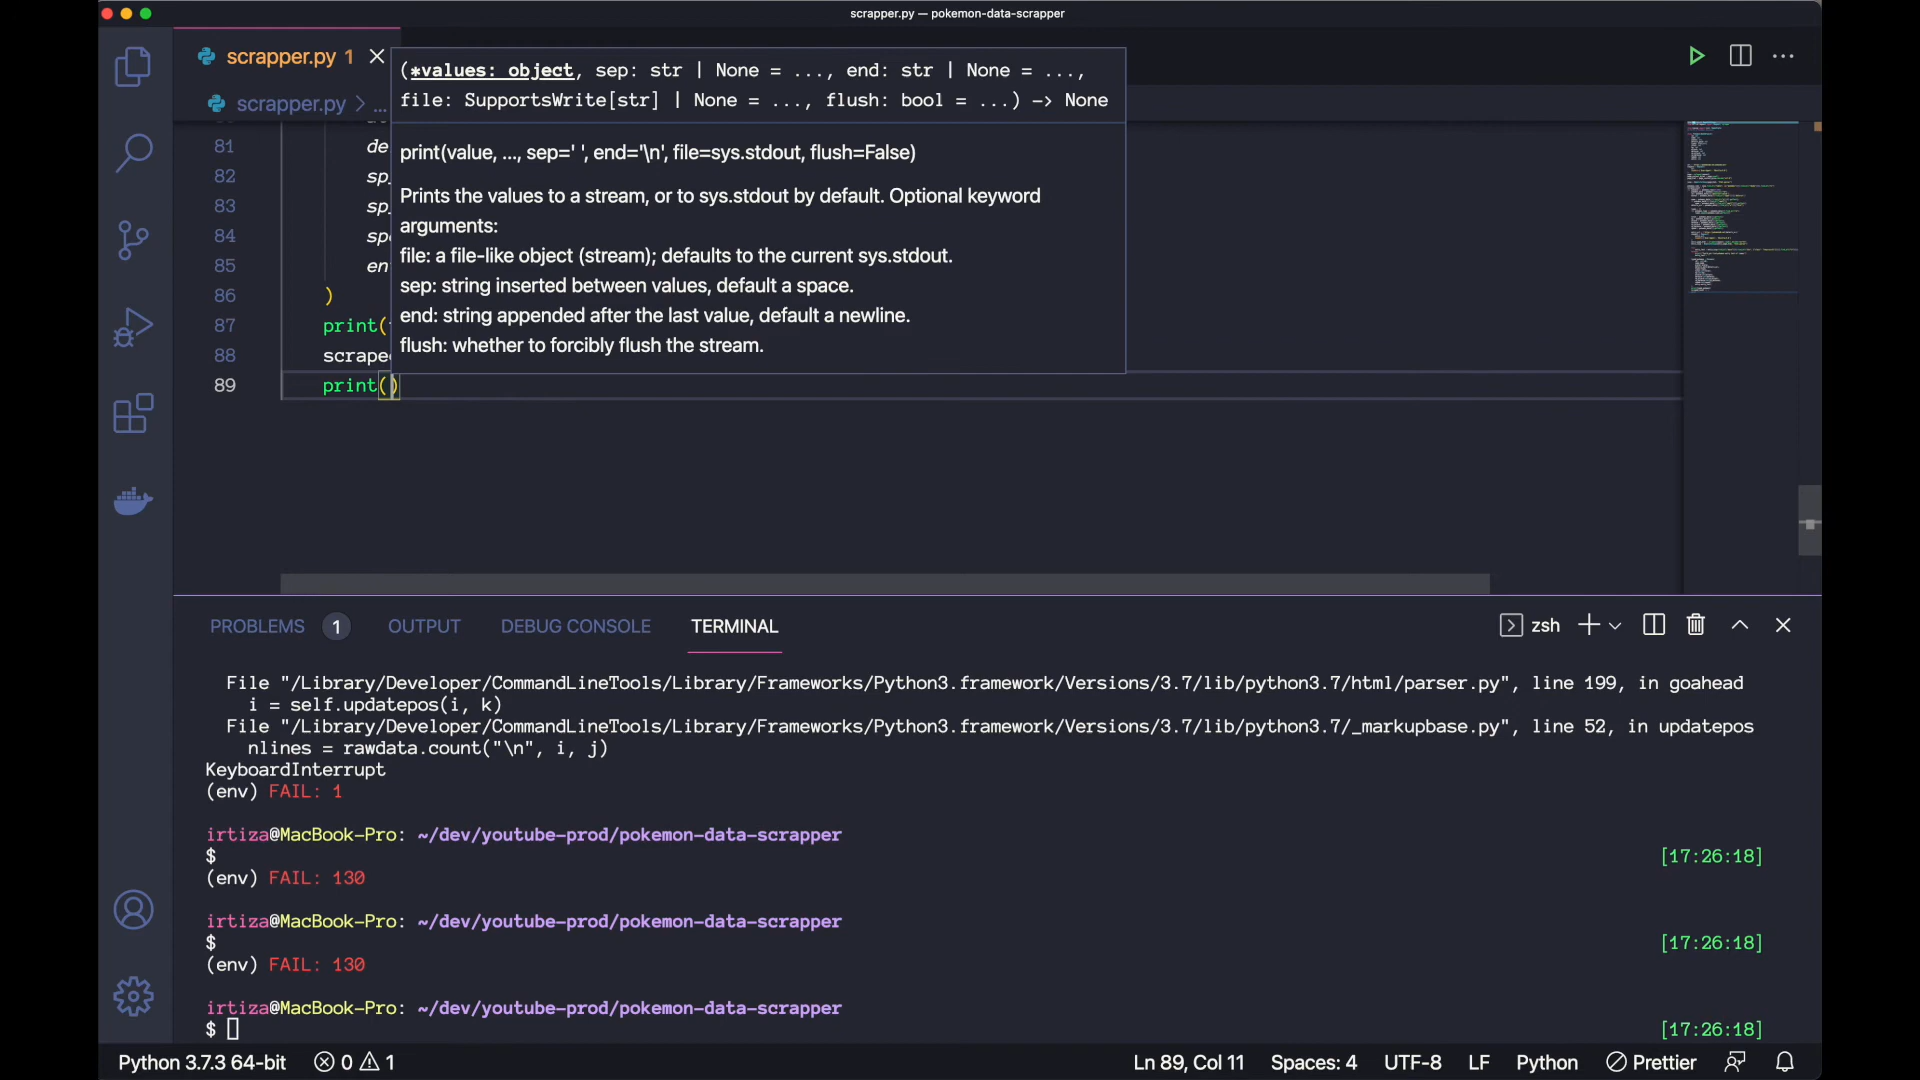 scrapper.py — pokemon-data-scrapper
scrapper.py 1
scrapper.py > ...
(*values: object, sep: str | None = ..., end: str | None = ...,
file: SupportsWrite[str] | None = ..., flush: bool = ...) -> None
print(value, ..., sep=' ', end='\n', file=sys.stdout, flush=False)
Prints the values to a stream, or to sys.stdout by default. Optional keyword
arguments:
file: a file-like object (stream); defaults to the current sys.stdout.
sep: string inserted between values, default a space.
end: string appended after the last value, default a newline.
flush: whether to forcibly flush the stream.
81 de
82 sp
83 sp
84 spe
85 en
86 )
87 print(
88 scrape
89 print()
PROBLEMS 1 OUTPUT DEBUG CONSOLE TERMINAL
zsh
File "/Library/Developer/CommandLineTools/Library/Frameworks/Python3.framework/Versions/3.7/lib/python3.7/html/parser.py", line 199, in goahead
i = self.updatepos(i, k)
File "/Library/Developer/CommandLineTools/Library/Frameworks/Python3.framework/Versions/3.7/lib/python3.7/_markupbase.py", line 52, in updatepos
nlines = rawdata.count("\n", i, j)
KeyboardInterrupt
(env) FAIL: 1
irtiza@MacBook-Pro: ~/dev/youtube-prod/pokemon-data-scrapper
$ [17:26:18]
(env) FAIL: 130
irtiza@MacBook-Pro: ~/dev/youtube-prod/pokemon-data-scrapper
$ [17:26:18]
(env) FAIL: 130
irtiza@MacBook-Pro: ~/dev/youtube-prod/pokemon-data-scrapper
$ [17:26:18]
Python 3.7.3 64-bit 0 1 Ln 89, Col 11 Spaces: 4 UTF-8 LF Python Prettier